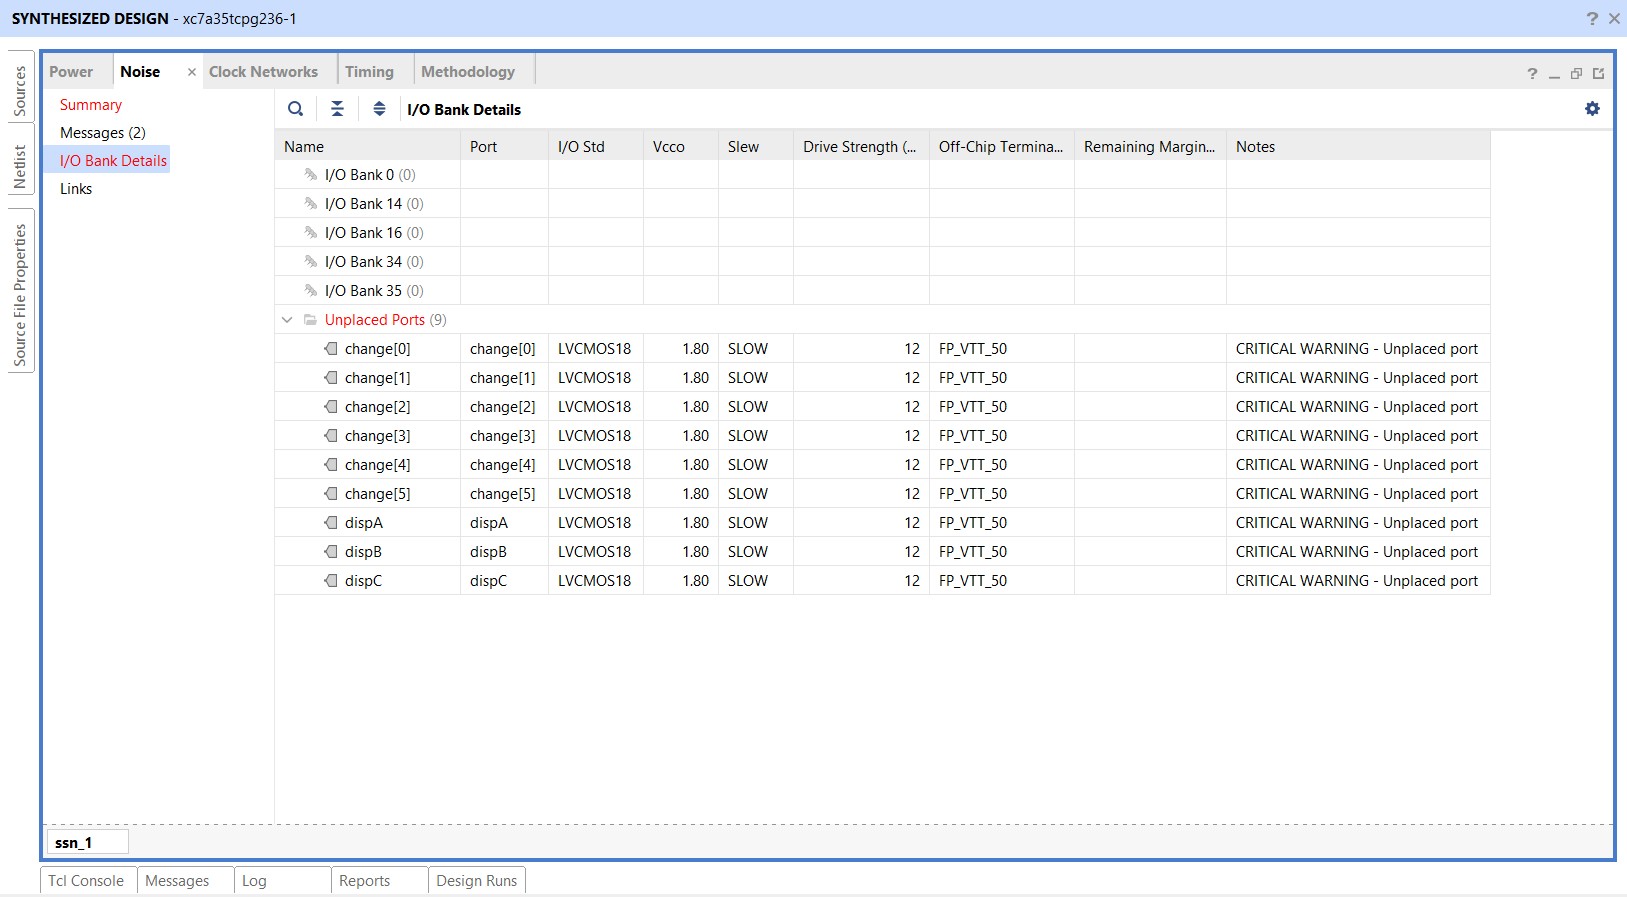 SYNTHESIZED DESIGN - xc7a35tcpg236-1
Sources
Netlist
Source File Properties
Power Noise Clock Networks Timing Methodology
Summary
Messages (2)
I/O Bank Details
Links
I/O Bank Details
Name Port I/O Std Vcco Slew Drive Strength (... Off-Chip Termina... Remaining Margin... Notes
I/O Bank 0 (0)
I/O Bank 14 (0)
I/O Bank 16 (0)
I/O Bank 34 (0)
I/O Bank 35 (0)
Unplaced Ports (9)
change[0] change[0] LVCMOS18 1.80 SLOW 12 FP_VTT_50 CRITICAL WARNING - Unplaced port
change[1] change[1] LVCMOS18 1.80 SLOW 12 FP_VTT_50 CRITICAL WARNING - Unplaced port
change[2] change[2] LVCMOS18 1.80 SLOW 12 FP_VTT_50 CRITICAL WARNING - Unplaced port
change[3] change[3] LVCMOS18 1.80 SLOW 12 FP_VTT_50 CRITICAL WARNING - Unplaced port
change[4] change[4] LVCMOS18 1.80 SLOW 12 FP_VTT_50 CRITICAL WARNING - Unplaced port
change[5] change[5] LVCMOS18 1.80 SLOW 12 FP_VTT_50 CRITICAL WARNING - Unplaced port
dispA dispA LVCMOS18 1.80 SLOW 12 FP_VTT_50 CRITICAL WARNING - Unplaced port
dispB dispB LVCMOS18 1.80 SLOW 12 FP_VTT_50 CRITICAL WARNING - Unplaced port
dispC dispC LVCMOS18 1.80 SLOW 12 FP_VTT_50 CRITICAL WARNING - Unplaced port
ssn_1
Tcl Console Messages Log Reports Design Runs